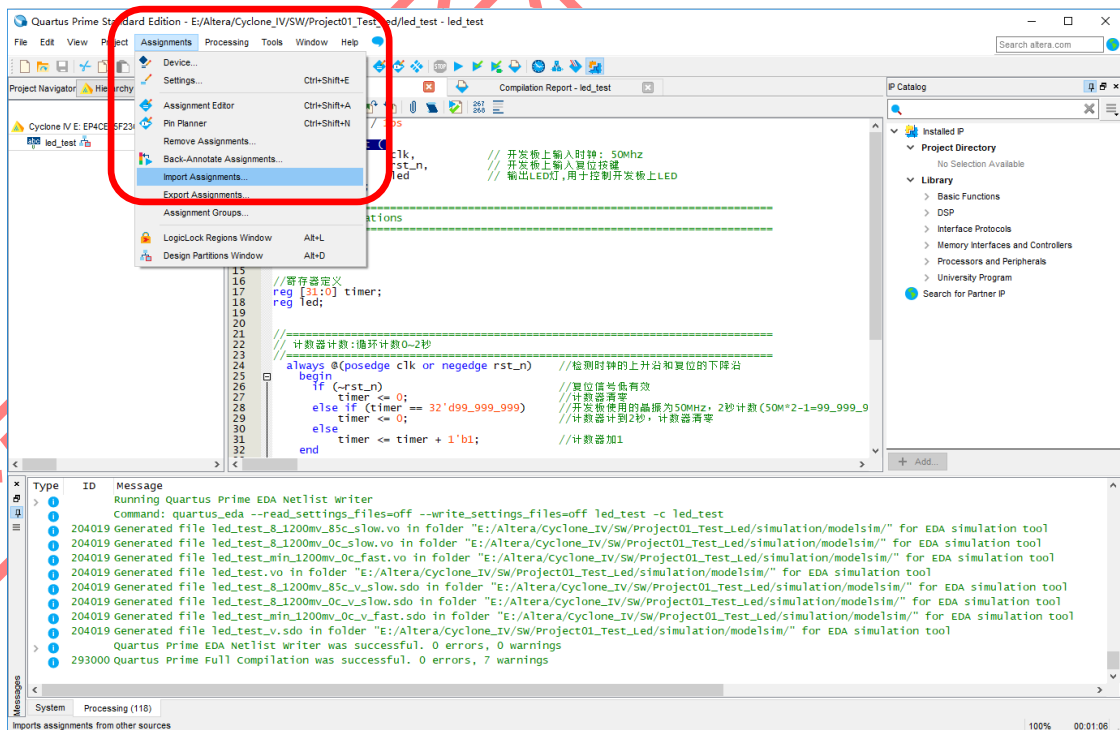 Quartus Prime Standard Edition - E:/Altera/Cyclone_IV/SW/Project01_Test_Led/led_test - led_test
File Edit View Project Assignments Processing Tools Window Help
Search altera.com
Device...
Settings... Ctrl+Shift+E
Assignment Editor Ctrl+Shift+A
Pin Planner Ctrl+Shift+N
Remove Assignments...
Back-Annotate Assignments...
Import Assignments...
Export Assignments...
Assignment Groups...
LogicLock Regions Window Alt+L
Design Partitions Window Alt+D
Project Navigator Hierarchy
Cyclone IV E: EP4CE
led_test
Compilation Report - led_test
267
268
clk, // 开发板上输入时钟: 50Mhz
rst_n, // 开发板上输入复位按键
led // 输出LED灯,用于控制开发板上LED
15
16 //寄存器定义
17 reg [31:0] timer;
18 reg led;
19
20
21 //===========================================================================
22 // 计数器计数:循环计数0~2秒
23 //===========================================================================
24 always @(posedge clk or negedge rst_n) //检测时钟的上升沿和复位的下降沿
25 begin
26 if (~rst_n) //复位信号低有效
27 timer <= 0; //计数器清零
28 else if (timer == 32'd99_999_999) //开发板使用的晶振为50MHz，2秒计数(50M*2-1=99_999_9
29 timer <= 0; //计数器计到2秒，计数器清零
30 else
31 timer <= timer + 1'b1; //计数器加1
32 end
IP Catalog
Installed IP
Project Directory
No Selection Available
Library
Basic Functions
DSP
Interface Protocols
Memory Interfaces and Controllers
Processors and Peripherals
University Program
Search for Partner IP
+ Add...
Type ID Message
Running Quartus Prime EDA Netlist Writer
Command: quartus_eda --read_settings_files=off --write_settings_files=off led_test -c led_test
204019 Generated file led_test_8_1200mv_85c_slow.vo in folder "E:/Altera/Cyclone_IV/SW/Project01_Test_Led/simulation/modelsim/" for EDA simulation tool
204019 Generated file led_test_8_1200mv_0c_slow.vo in folder "E:/Altera/Cyclone_IV/SW/Project01_Test_Led/simulation/modelsim/" for EDA simulation tool
204019 Generated file led_test_min_1200mv_0c_fast.vo in folder "E:/Altera/Cyclone_IV/SW/Project01_Test_Led/simulation/modelsim/" for EDA simulation tool
204019 Generated file led_test.vo in folder "E:/Altera/Cyclone_IV/SW/Project01_Test_Led/simulation/modelsim/" for EDA simulation tool
204019 Generated file led_test_8_1200mv_85c_v_slow.sdo in folder "E:/Altera/Cyclone_IV/SW/Project01_Test_Led/simulation/modelsim/" for EDA simulation tool
204019 Generated file led_test_8_1200mv_0c_v_slow.sdo in folder "E:/Altera/Cyclone_IV/SW/Project01_Test_Led/simulation/modelsim/" for EDA simulation tool
204019 Generated file led_test_min_1200mv_0c_v_fast.sdo in folder "E:/Altera/Cyclone_IV/SW/Project01_Test_Led/simulation/modelsim/" for EDA simulation tool
204019 Generated file led_test_v.sdo in folder "E:/Altera/Cyclone_IV/SW/Project01_Test_Led/simulation/modelsim/" for EDA simulation tool
Quartus Prime EDA Netlist Writer was successful. 0 errors, 0 warnings
293000 Quartus Prime Full Compilation was successful. 0 errors, 7 warnings
Messages
System Processing (118)
Imports assignments from other sources
100% 00:01:06